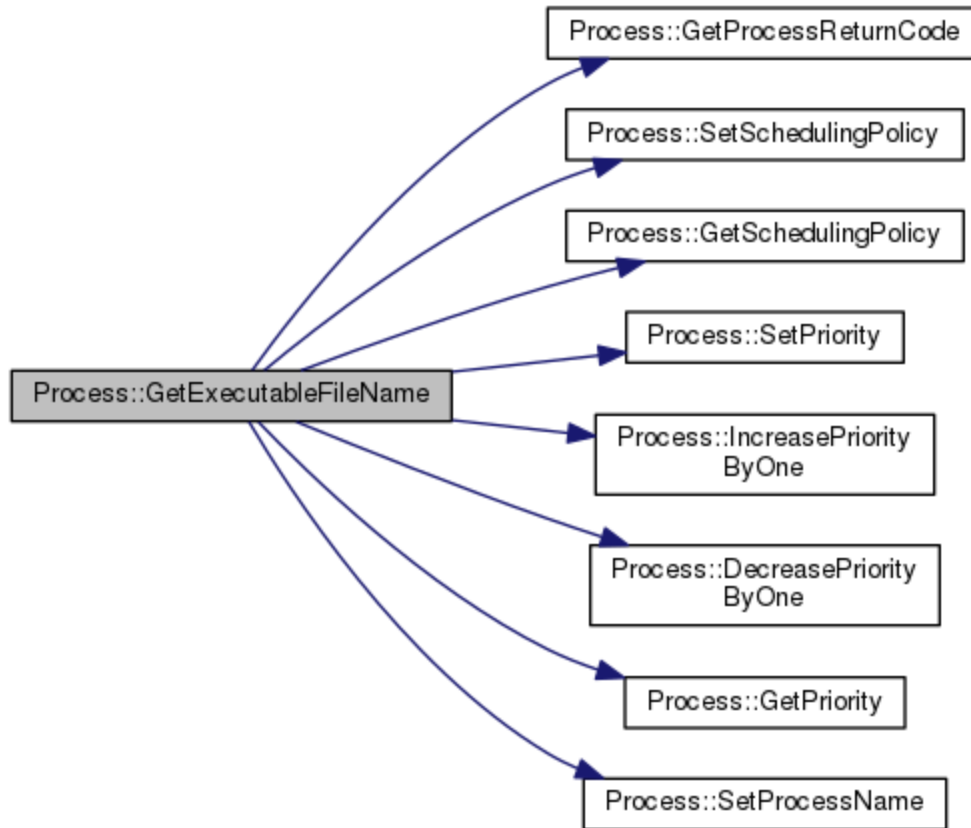 Process::GetProcessReturnCode
Process::SetSchedulingPolicy
Process::GetSchedulingPolicy
Process::SetPriority
Process::GetExecutableFileName
Process::IncreasePriority
ByOne
Process::DecreasePriority
ByOne
Process::GetPriority
Process::SetProcessName